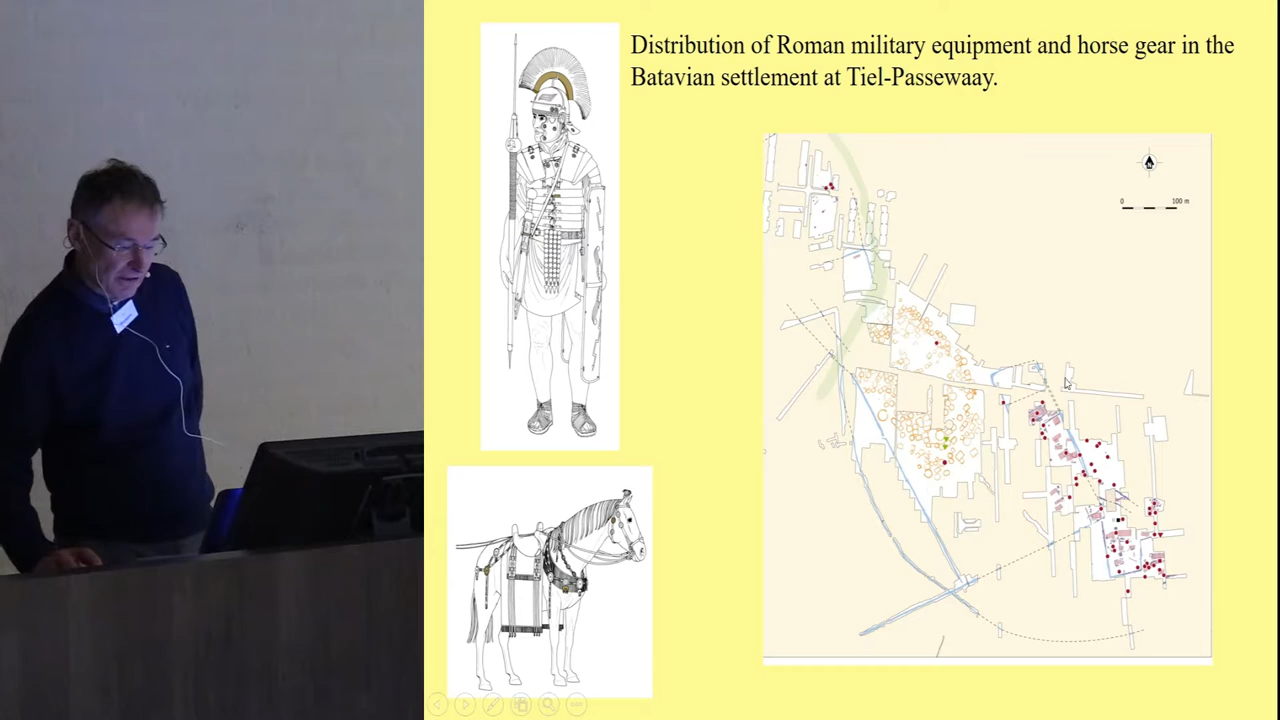 Distribution of Roman military equipment and horse gear in the
Batavian settlement at Tiel-Passewaay.
0 100 m